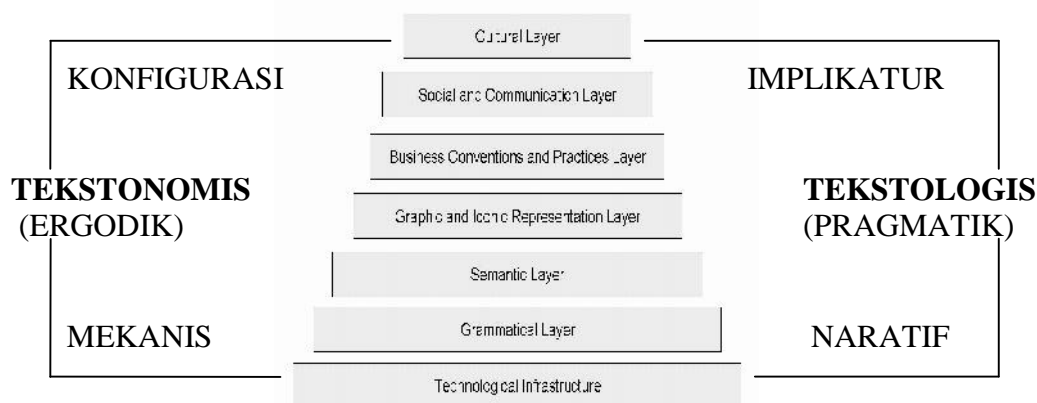 Cultural Layer
KONFIGURASI
IMPLIKATUR
Social and Communication Layer
Business Conventions and Practices Layer
TEKSTONOMIS
(ERGODIK)
TEKSTOLOGIS
(PRAGMATIK)
Graphic and Iconic Representation Layer
Semantic Layer
MEKANIS
Grammatical Layer
NARATIF
Technological Infrastructure